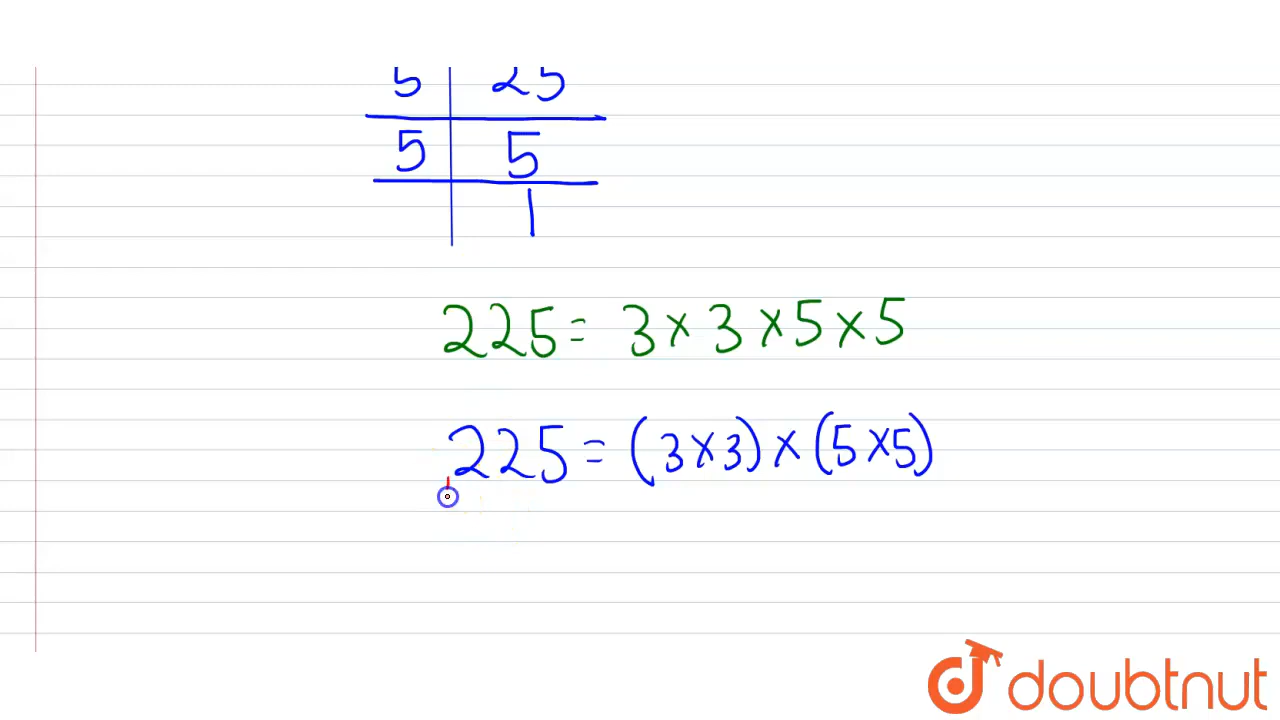 5 25
5 5
1
225 = 3 × 3 × 5 × 5
225 = (3 × 3) × (5 × 5)
doubtnut